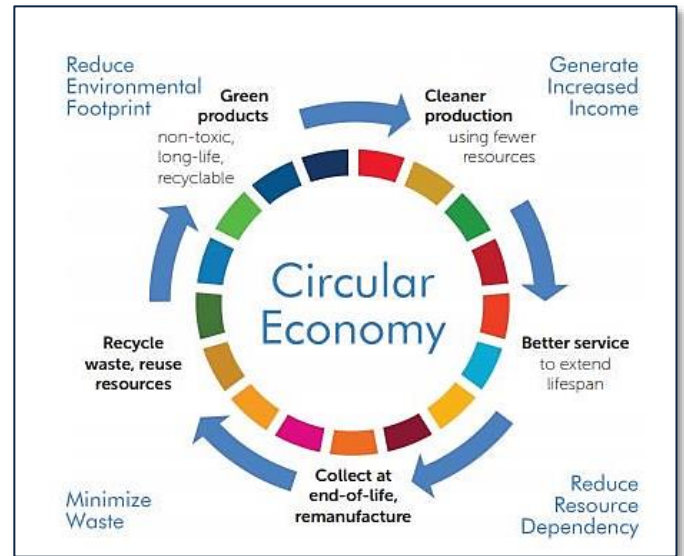 Reduce
Environmental
Footprint
Generate
Increased
Income
Green
products
non-toxic,
long-life,
recyclable
Cleaner
production
using fewer
resources
Circular
Economy
Recycle
waste, reuse
resources
Better service
to extend
lifespan
Collect at
end-of-life,
remanufacture
Minimize
Waste
Reduce
Resource
Dependency